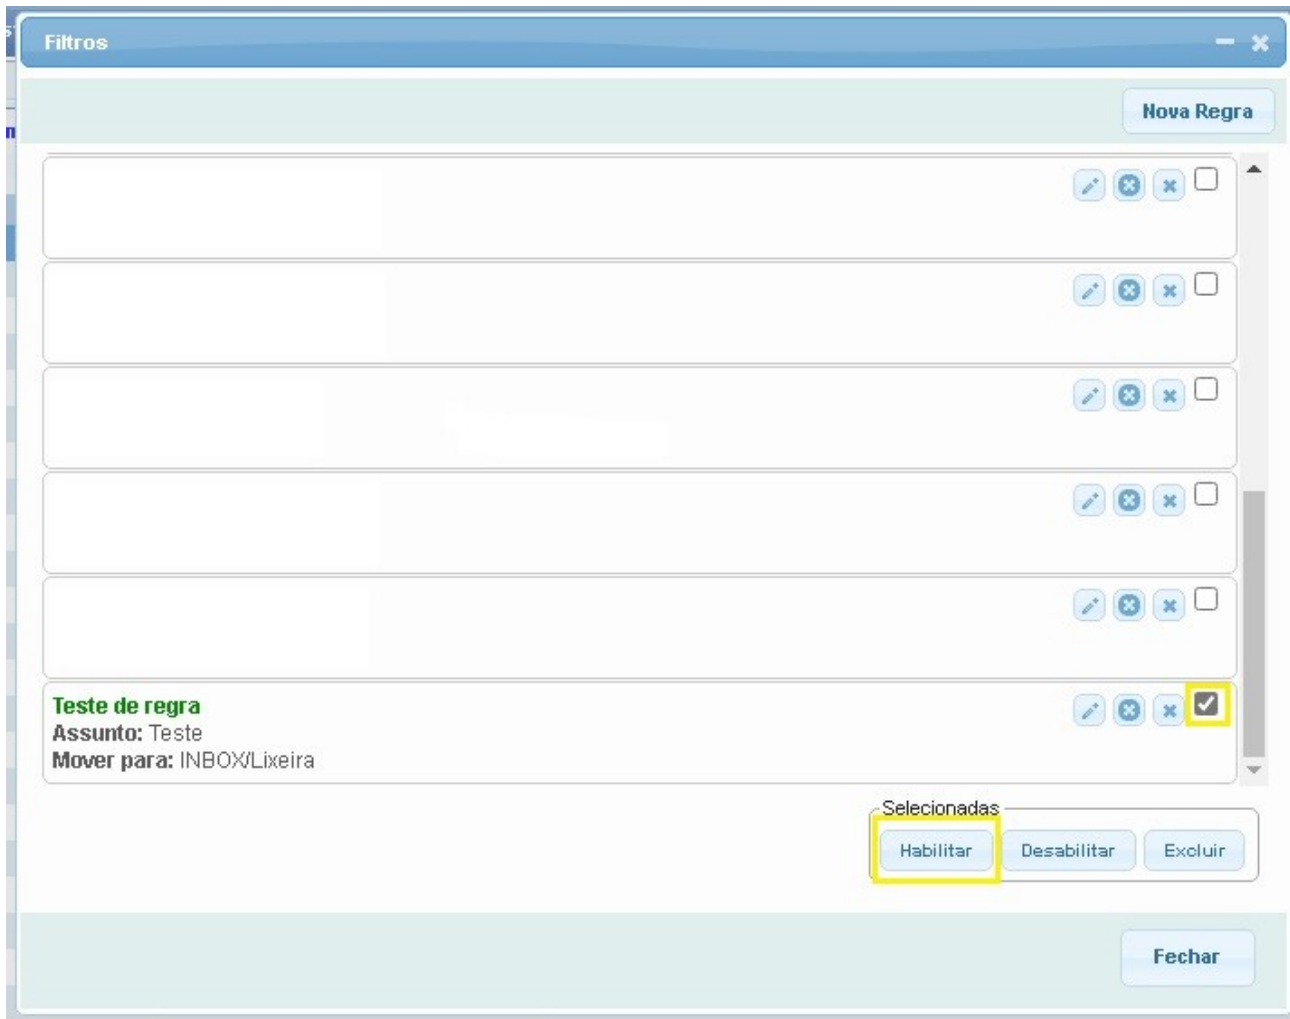 Filtros
Nova Regra
Teste de regra
Assunto: Teste
Mover para: INBOX/Lixeira
Selecionadas
Habilitar Desabilitar Excluir
Fechar